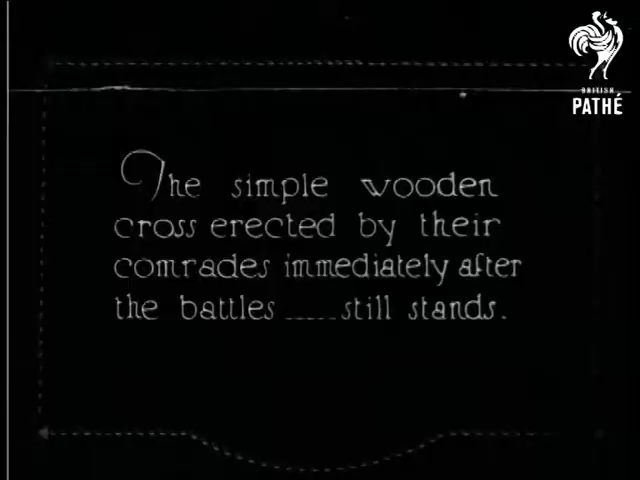 BRITISH
PATHÉ
The simple wooden
cross erected by their
comrades immediately after
the battles ..... still stands.